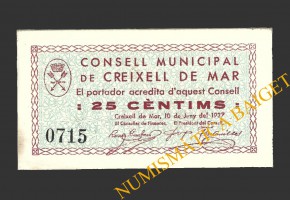 CONSELL MUNICIPAL
DE CREIXELL DE MAR
El portador acredita d'aquest Consell
: 25 CÈNTIMS :
Creixell de Mar, 10 de Juny del 1937
El Conseller de Finances, El President del Consell,
0715
NUMISMÀTICA BAIGET